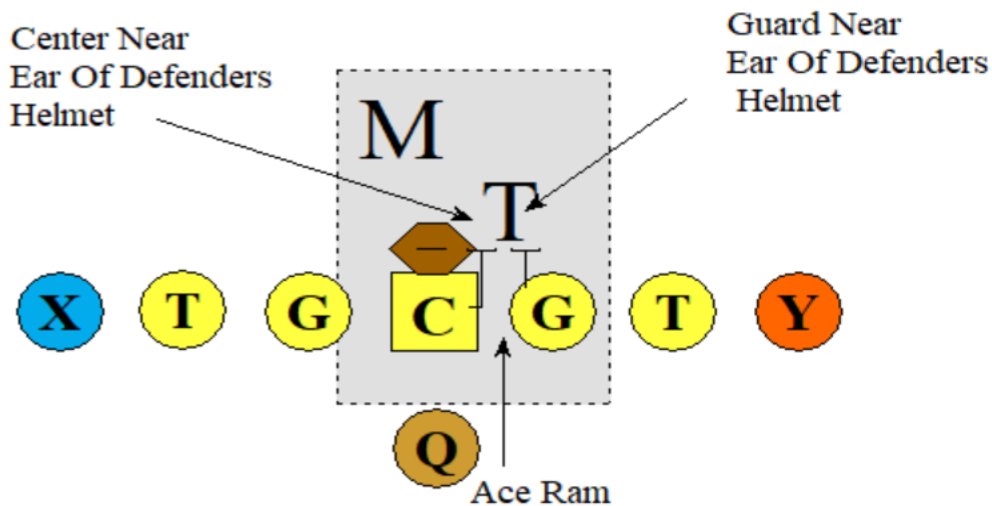 Center Near
Ear Of Defenders
Helmet
Guard Near
Ear Of Defenders
Helmet
M
T
X T G C G T Y
Q
Ace Ram